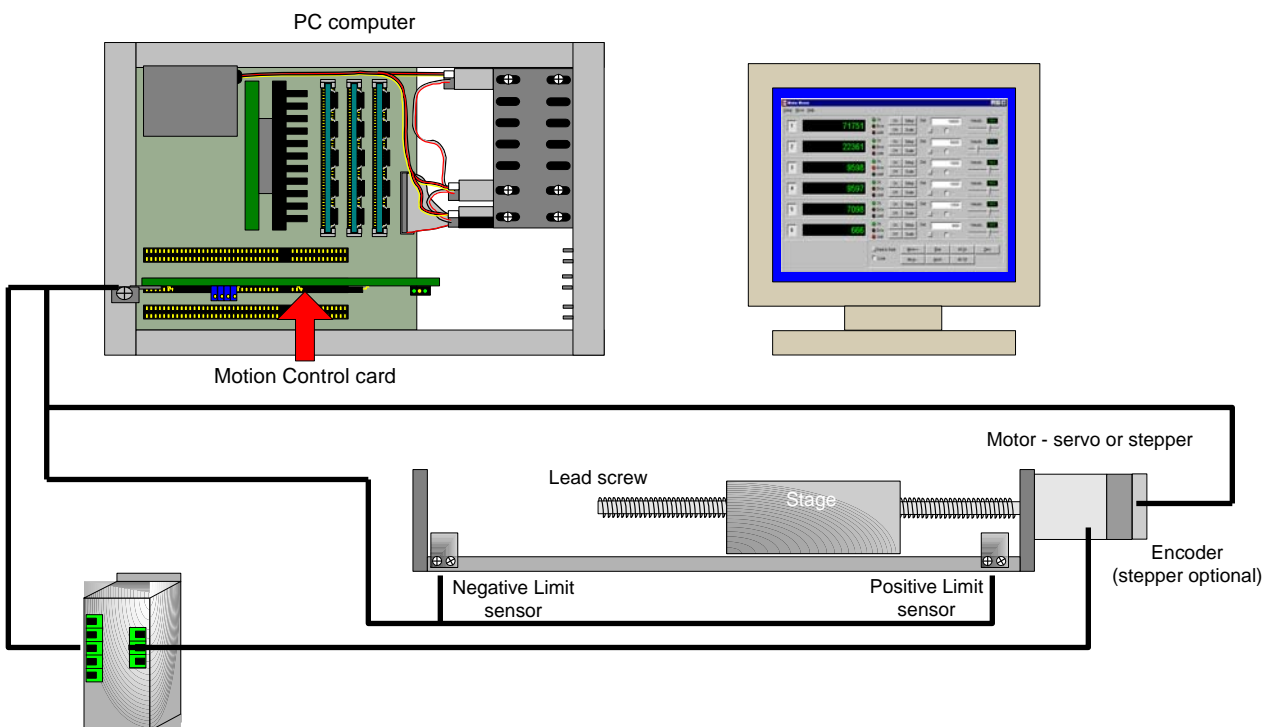 PC computer
71751
22361
9598
9597
7098
666
Motion Control card
Motor - servo or stepper
Lead screw
Stage
Encoder
(stepper optional)
Negative Limit
sensor
Positive Limit
sensor